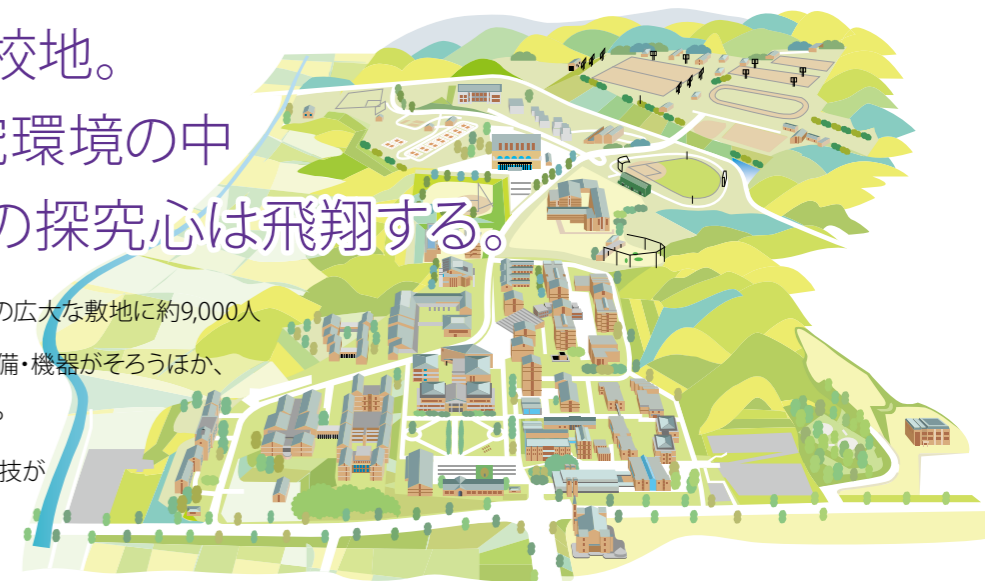 校地。
環境の中
の探究心は飛翔する。
の広大な敷地に約9,000人
備・機器がそろうほか、
。
技が